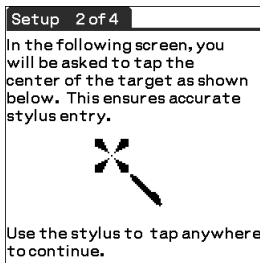 Setup 2 of 4
In the following screen, you
will be asked to tap the
center of the target as shown
below. This ensures accurate
stylus entry.
Use the stylus to tap anywhere
to continue.